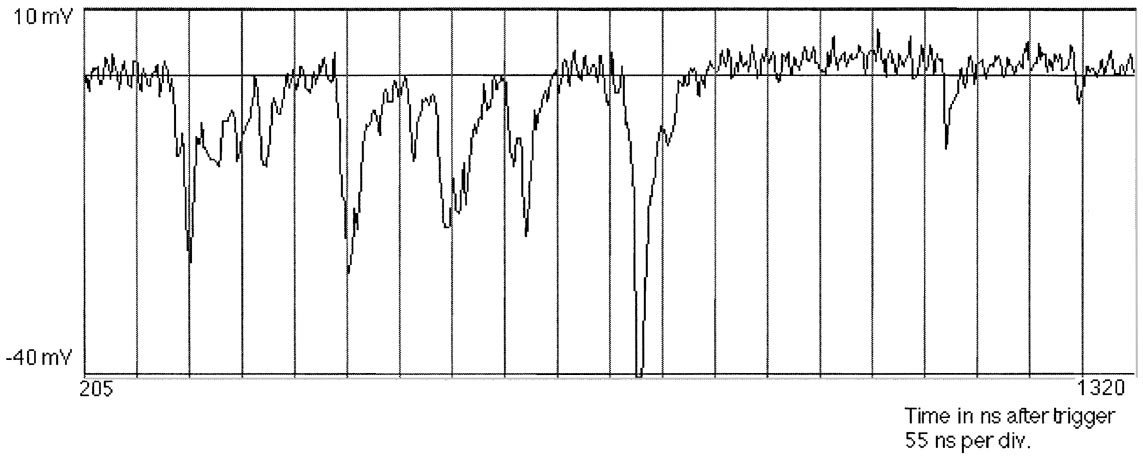 10 mV
-40 mV
205
1320
Time in ns after trigger
55 ns per div.